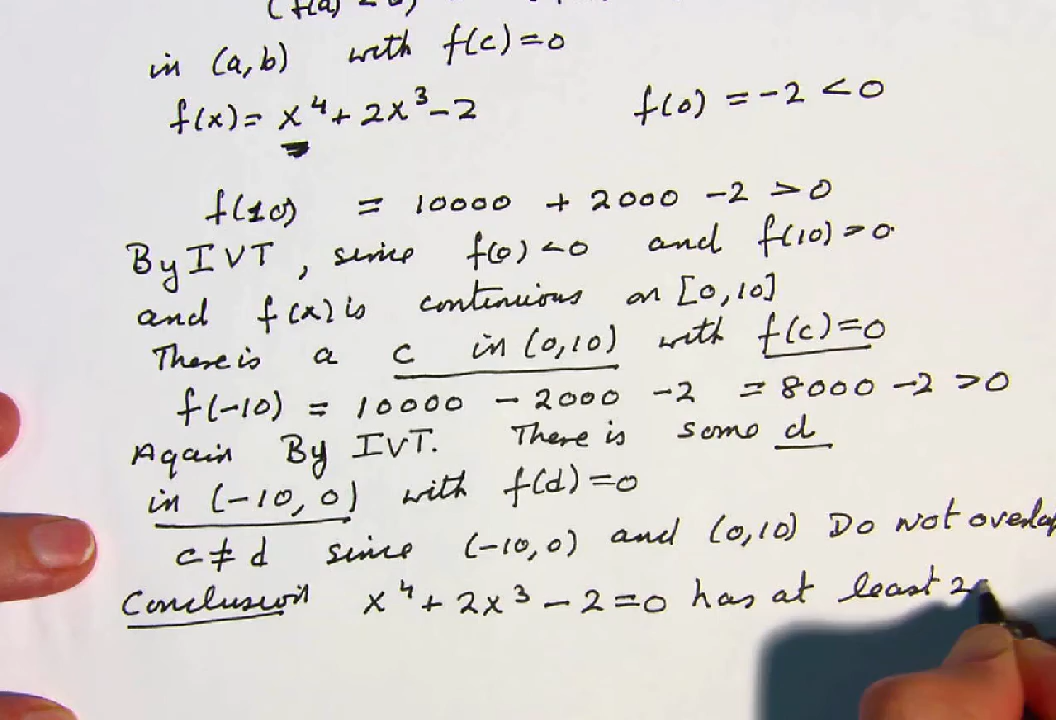 in (a,b) with f(c)=0
f(x)= x⁴+ 2x³-2 f(0) = -2 <0
f(10) = 10000 + 2000 -2 >0
By IVT, since f(0) <0 and f(10)>0
and f(x) is continuious on [0,10]
There is a c in (0,10) with f(c)=0
f(-10) = 10000 - 2000 -2 = 8000 -2 >0
Again By IVT. There is some d
in (-10, 0) with f(d)=0
c≠d since (-10,0) and (0,10) Do not overlap
Conclusion x⁴+ 2x³ - 2=0 has at least 2